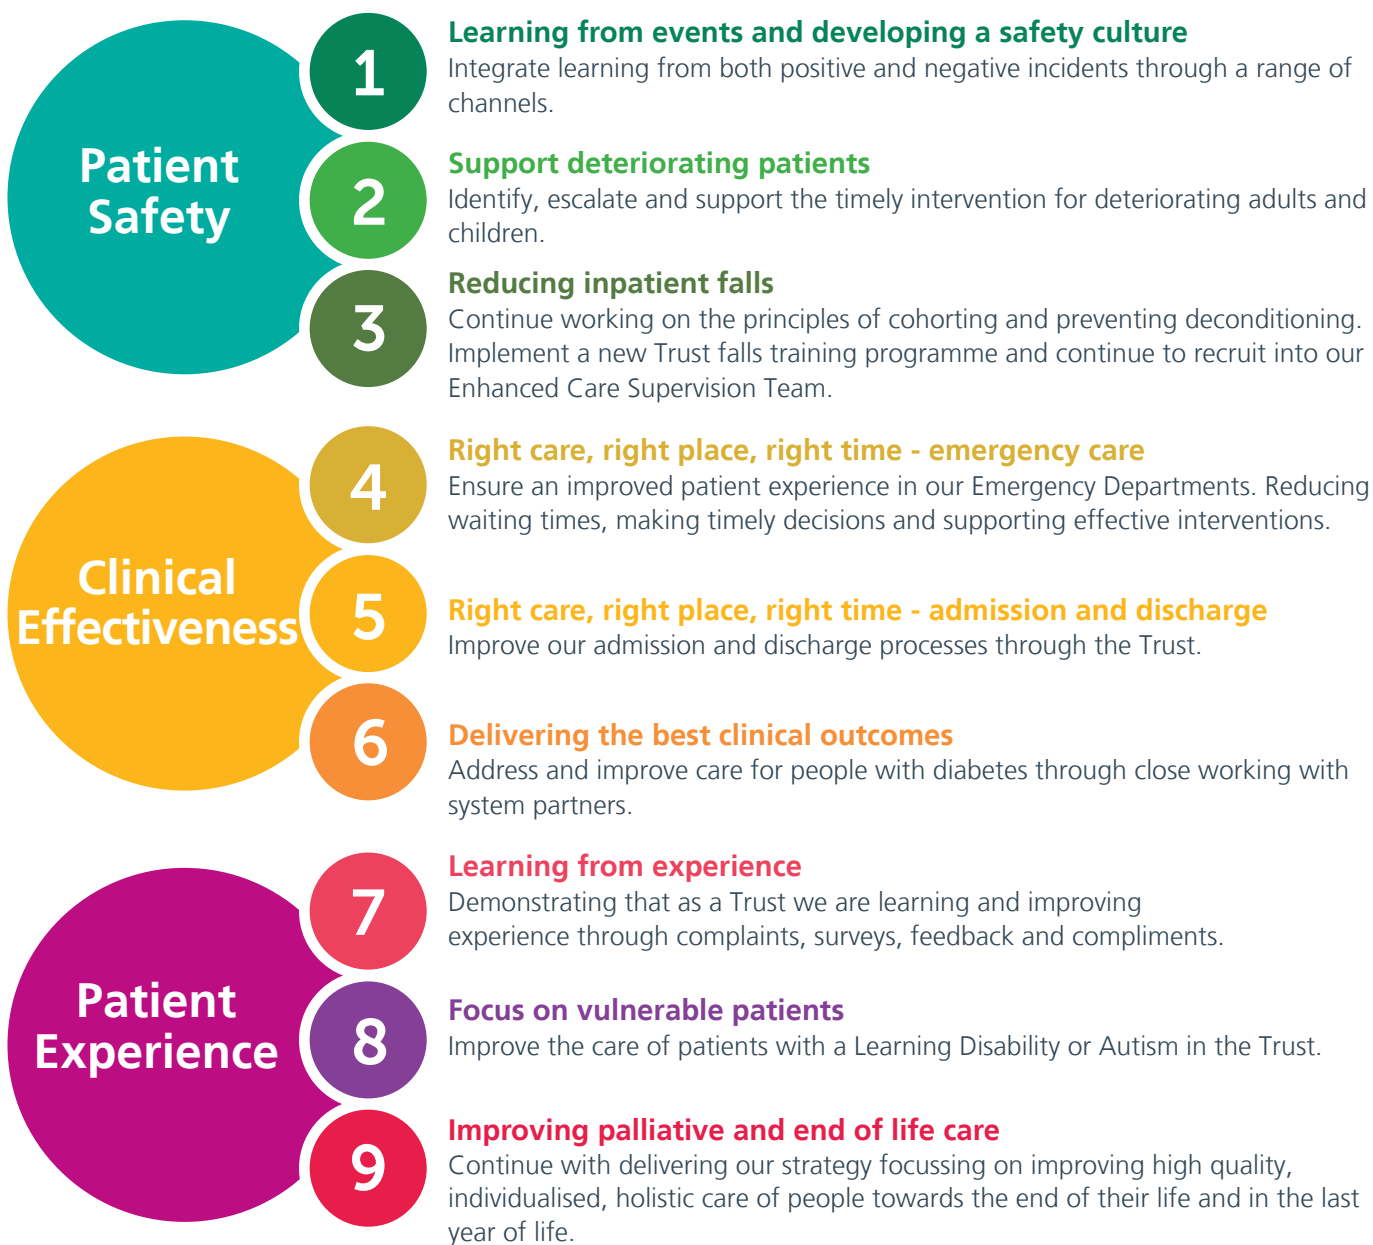 Patient
Safety
1
Learning from events and developing a safety culture
Integrate learning from both positive and negative incidents through a range of
channels.
2
Support deteriorating patients
Identify, escalate and support the timely intervention for deteriorating adults and
children.
3
Reducing inpatient falls
Continue working on the principles of cohorting and preventing deconditioning.
Implement a new Trust falls training programme and continue to recruit into our
Enhanced Care Supervision Team.
Clinical
Effectiveness
4
Right care, right place, right time - emergency care
Ensure an improved patient experience in our Emergency Departments. Reducing
waiting times, making timely decisions and supporting effective interventions.
5
Right care, right place, right time - admission and discharge
Improve our admission and discharge processes through the Trust.
6
Delivering the best clinical outcomes
Address and improve care for people with diabetes through close working with
system partners.
Patient
Experience
7
Learning from experience
Demonstrating that as a Trust we are learning and improving
experience through complaints, surveys, feedback and compliments.
8
Focus on vulnerable patients
Improve the care of patients with a Learning Disability or Autism in the Trust.
9
Improving palliative and end of life care
Continue with delivering our strategy focussing on improving high quality,
individualised, holistic care of people towards the end of their life and in the last
year of life.